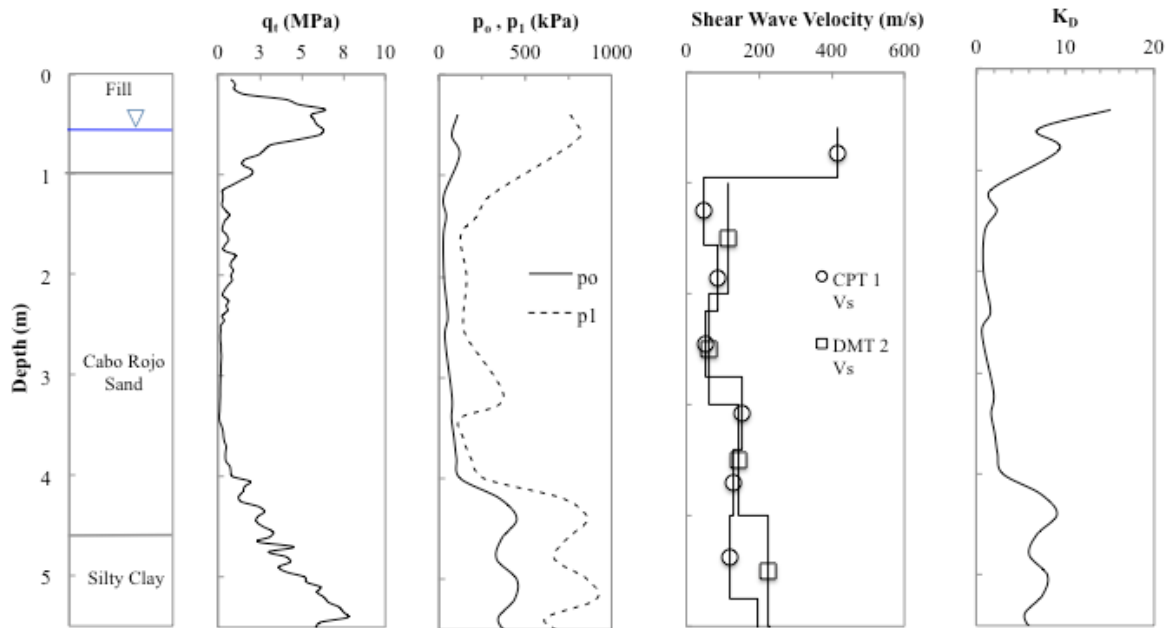 qt (MPa)
0 3 5 8 10
po , p1 (kPa)
0 500 1000
Shear Wave Velocity (m/s)
0 200 400 600
KD
0 10 20
Depth (m)
0
1
2
3
4
5
Fill
Cabo Rojo
Sand
Silty Clay
po
p1
CPT 1
Vs
DMT 2
Vs